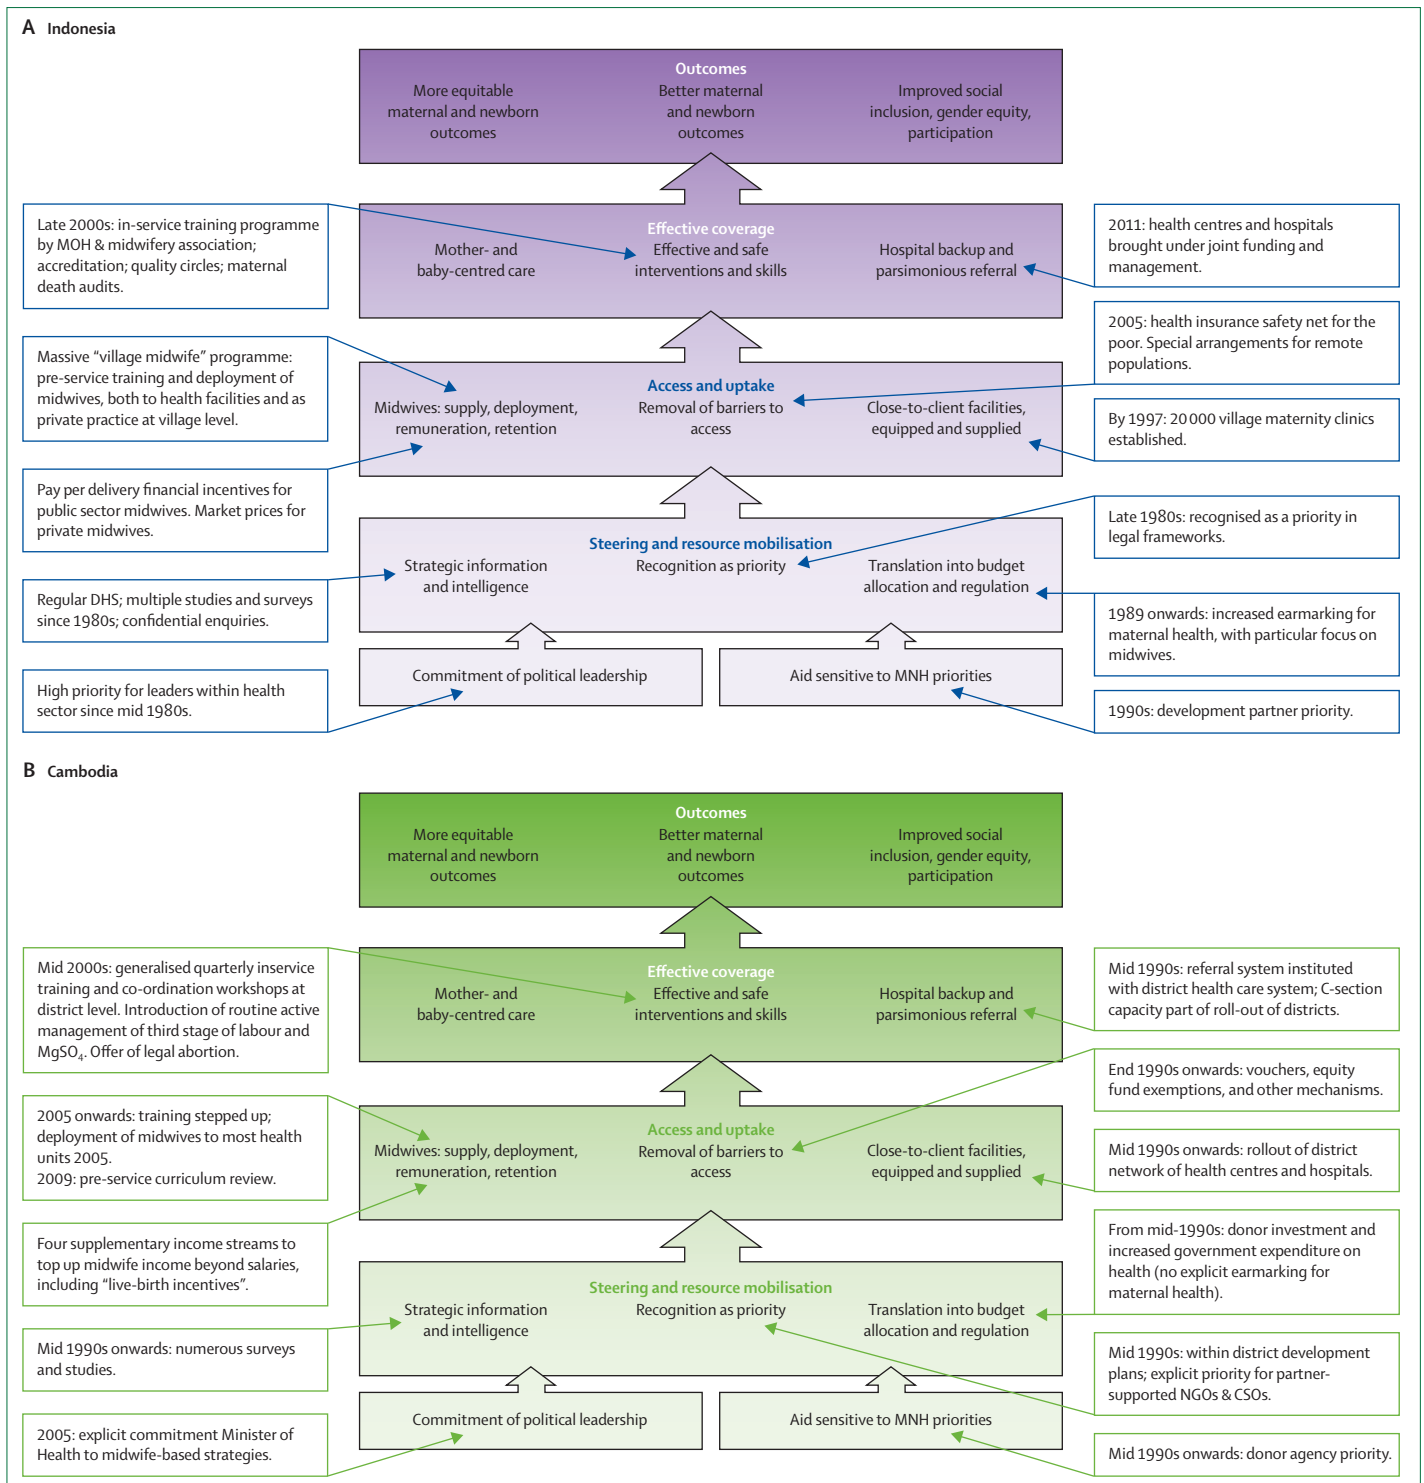 A Indonesia
Outcomes
More equitable
maternal and newborn
outcomes
Better maternal
and newborn
outcomes
Improved social
inclusion, gender equity,
participation
Late 2000s: in-service training programme
by MOH & midwifery association;
accreditation; quality circles; maternal
death audits.
Effective coverage
Mother- and
baby-centred care
Effective and safe
interventions and skills
Hospital backup and
parsimonious referral
2011: health centres and hospitals
brought under joint funding and
management.
2005: health insurance safety net for the
poor. Special arrangements for remote
populations.
Massive “village midwife” programme:
pre-service training and deployment of
midwives, both to health facilities and as
private practice at village level.
Access and uptake
Midwives: supply, deployment,
remuneration, retention
Removal of barriers to
access
Close-to-client facilities,
equipped and supplied
By 1997: 20 000 village maternity clinics
established.
Pay per delivery financial incentives for
public sector midwives. Market prices for
private midwives.
Late 1980s: recognised as a priority in
legal frameworks.
Steering and resource mobilisation
Strategic information
and intelligence
Recognition as priority
Translation into budget
allocation and regulation
Regular DHS; multiple studies and surveys
since 1980s; confidential enquiries.
1989 onwards: increased earmarking for
maternal health, with particular focus on
midwives.
Commitment of political leadership
Aid sensitive to MNH priorities
High priority for leaders within health
sector since mid 1980s.
1990s: development partner priority.
B Cambodia
Outcomes
More equitable
maternal and newborn
outcomes
Better maternal
and newborn
outcomes
Improved social
inclusion, gender equity,
participation
Mid 2000s: generalised quarterly inservice
training and co-ordination workshops at
district level. Introduction of routine active
management of third stage of labour and
MgSO₄. Offer of legal abortion.
Effective coverage
Mother- and
baby-centred care
Effective and safe
interventions and skills
Hospital backup and
parsimonious referral
Mid 1990s: referral system instituted
with district health care system; C-section
capacity part of roll-out of districts.
End 1990s onwards: vouchers, equity
fund exemptions, and other mechanisms.
2005 onwards: training stepped up;
deployment of midwives to most health
units 2005.
2009: pre-service curriculum review.
Access and uptake
Midwives: supply, deployment,
remuneration, retention
Removal of barriers to
access
Close-to-client facilities,
equipped and supplied
Mid 1990s onwards: rollout of district
network of health centres and hospitals.
Four supplementary income streams to
top up midwife income beyond salaries,
including “live-birth incentives”.
From mid-1990s: donor investment and
increased government expenditure on
health (no explicit earmarking for
maternal health).
Steering and resource mobilisation
Strategic information
and intelligence
Recognition as priority
Translation into budget
allocation and regulation
Mid 1990s onwards: numerous surveys
and studies.
Mid 1990s: within district development
plans; explicit priority for partner-
supported NGOs & CSOs.
Commitment of political leadership
Aid sensitive to MNH priorities
2005: explicit commitment Minister of
Health to midwife-based strategies.
Mid 1990s onwards: donor agency priority.